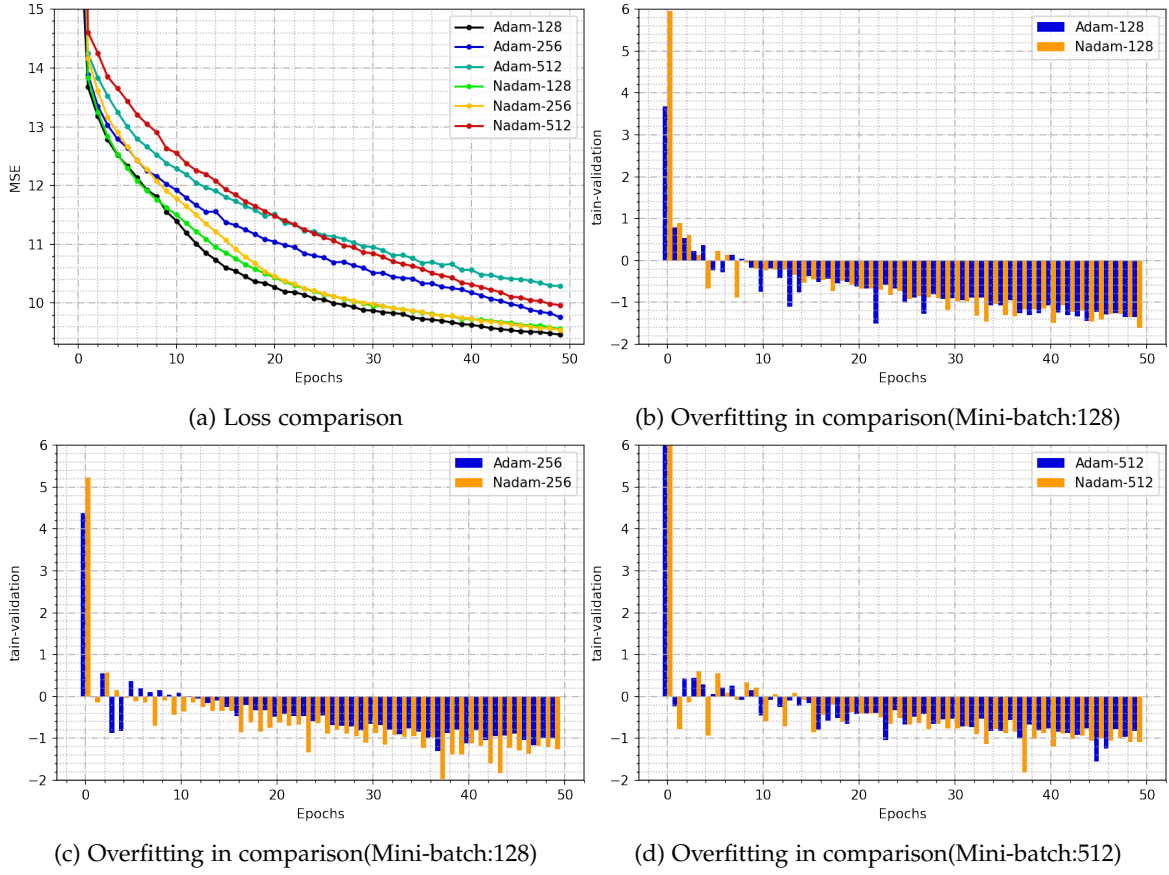 15
14
13
12
11
10
MSE
0 10 20 30 40 50
Epochs
Adam-128
Adam-256
Adam-512
Nadam-128
Nadam-256
Nadam-512
(a) Loss comparison
6
5
4
3
2
1
0
−1
−2
tain-validation
0 10 20 30 40 50
Epochs
Adam-128
Nadam-128
(b) Overfitting in comparison(Mini-batch:128)
6
5
4
3
2
1
0
−1
−2
tain-validation
0 10 20 30 40 50
Epochs
Adam-256
Nadam-256
(c) Overfitting in comparison(Mini-batch:128)
6
5
4
3
2
1
0
−1
−2
tain-validation
0 10 20 30 40 50
Epochs
Adam-512
Nadam-512
(d) Overfitting in comparison(Mini-batch:512)